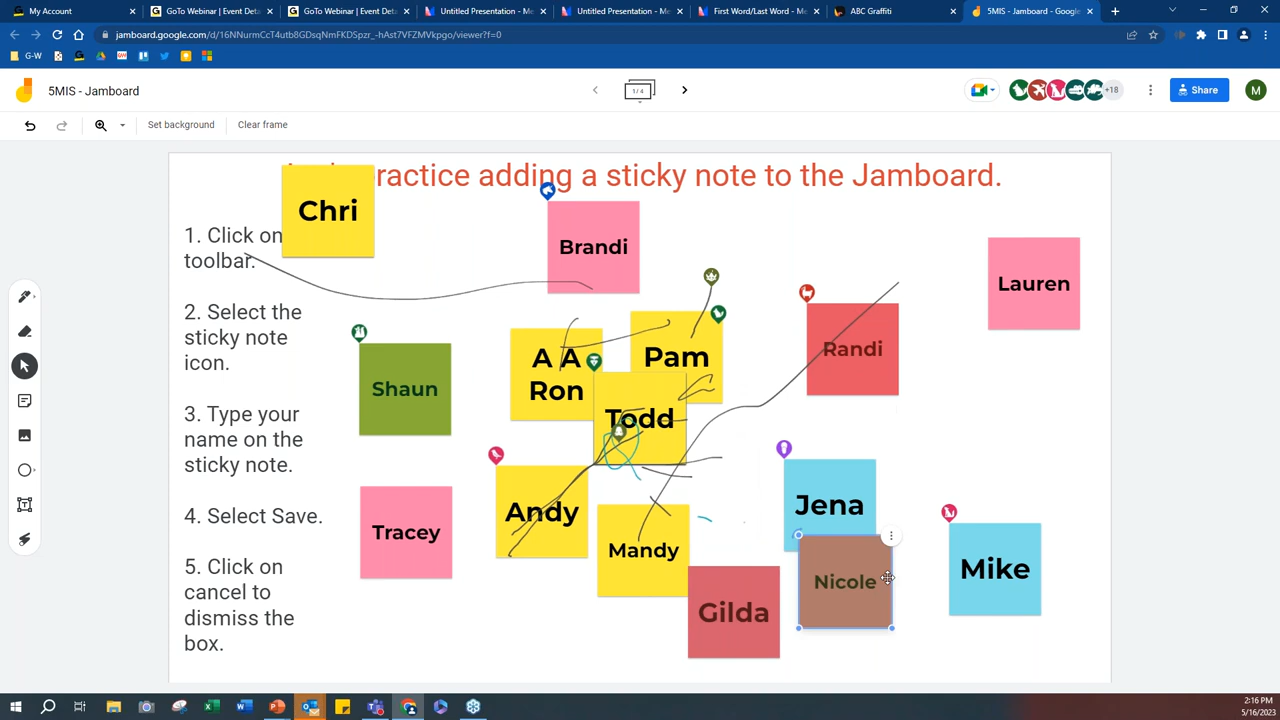 My Account
GoTo Webinar | Event Deta
GoTo Webinar | Event Deta
Untitled Presentation - Me
Untitled Presentation - Me
First Word/Last Word - Me
ABC Graffiti
5MIS - Jamboard - Google
jamboard.google.com/d/16NNurmCcT4utb8GDsqNmFKDSpzr_-hAst7VFZMVkpgo/viewer?f=0
G-W
5MIS - Jamboard
1 / 4
+18
Share
M
Set background
Clear frame
ractice adding a sticky note to the Jamboard.
Chri
1. Click on
toolbar.
2. Select the
sticky note
icon.
3. Type your
name on the
sticky note.
4. Select Save.
5. Click on
cancel to
dismiss the
box.
Brandi
Lauren
Shaun
A A
Ron
Pam
Randi
Todd
Tracey
Andy
Mandy
Jena
Gilda
Nicole
Mike
2:16 PM
5/16/2023